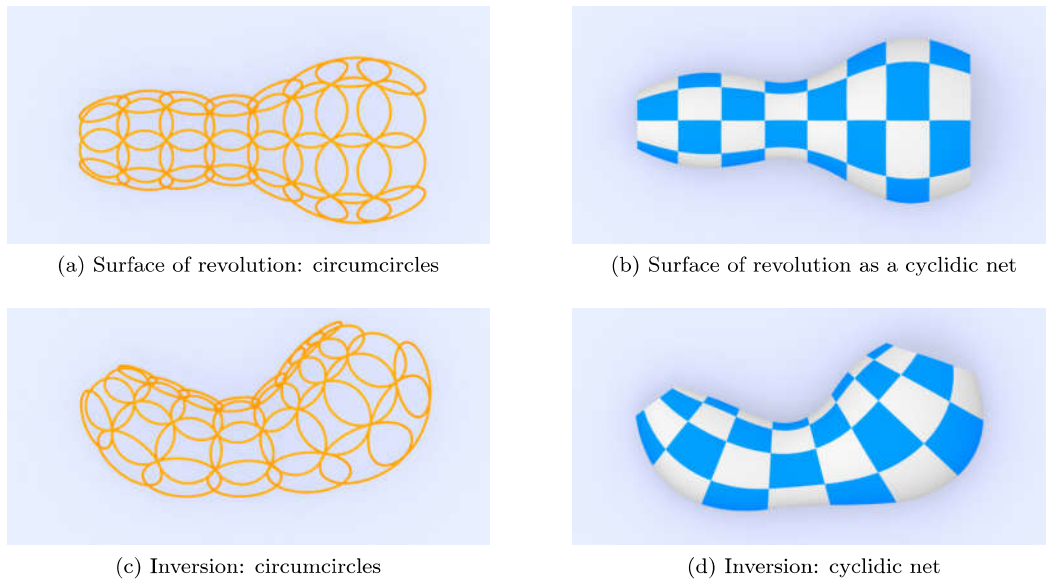 (a) Surface of revolution: circumcircles
(b) Surface of revolution as a cyclidic net
(c) Inversion: circumcircles
(d) Inversion: cyclidic net